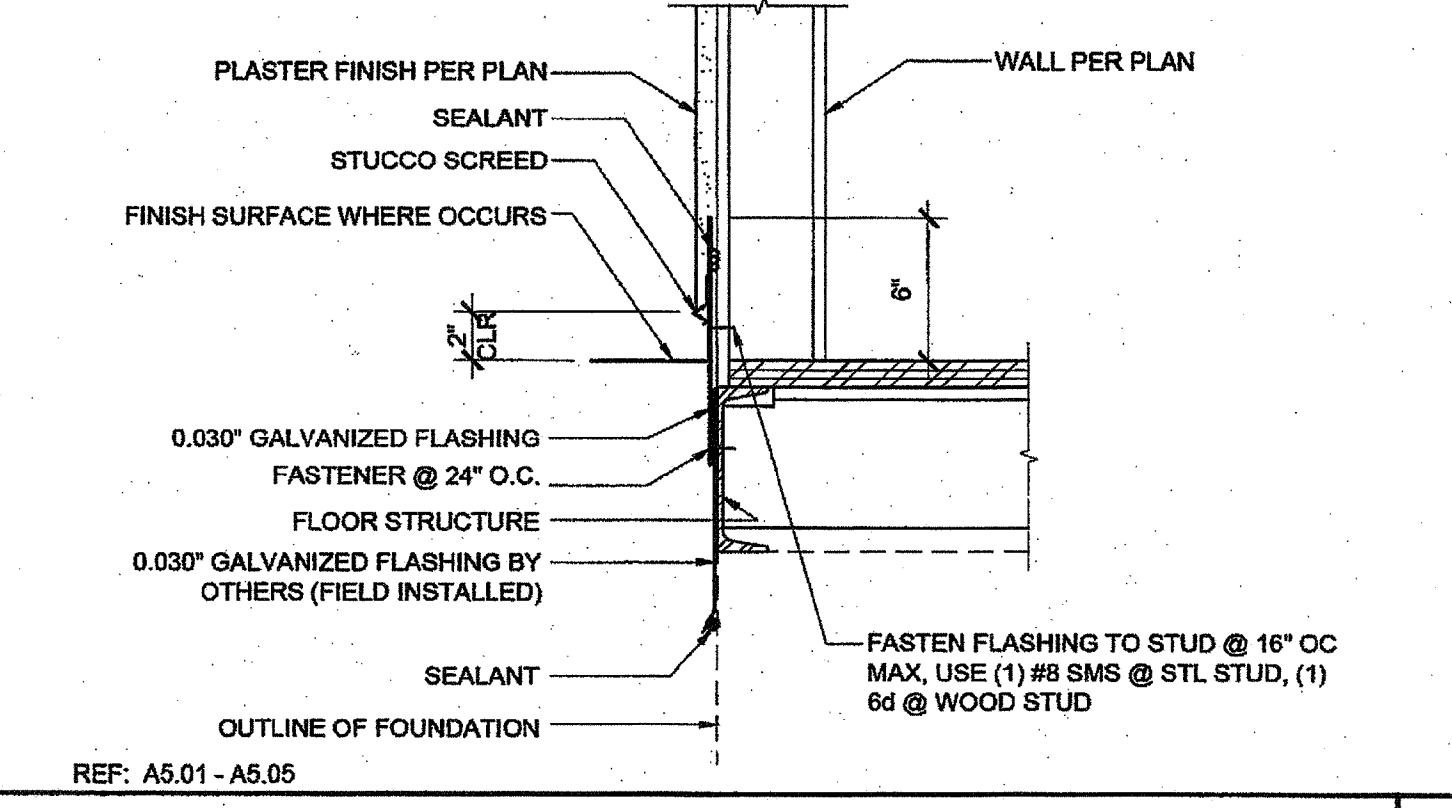 PLASTER FINISH PER PLAN
WALL PER PLAN
SEALANT
STUCCO SCREED
FINISH SURFACE WHERE OCCURS
6"
2"
CLR
0.030" GALVANIZED FLASHING
FASTENER @ 24" O.C.
FLOOR STRUCTURE
0.030" GALVANIZED FLASHING BY
OTHERS (FIELD INSTALLED)
FASTEN FLASHING TO STUD @ 16" OC
MAX, USE (1) #8 SMS @ STL STUD, (1)
6d @ WOOD STUD
SEALANT
OUTLINE OF FOUNDATION
REF: A5.01 - A5.05